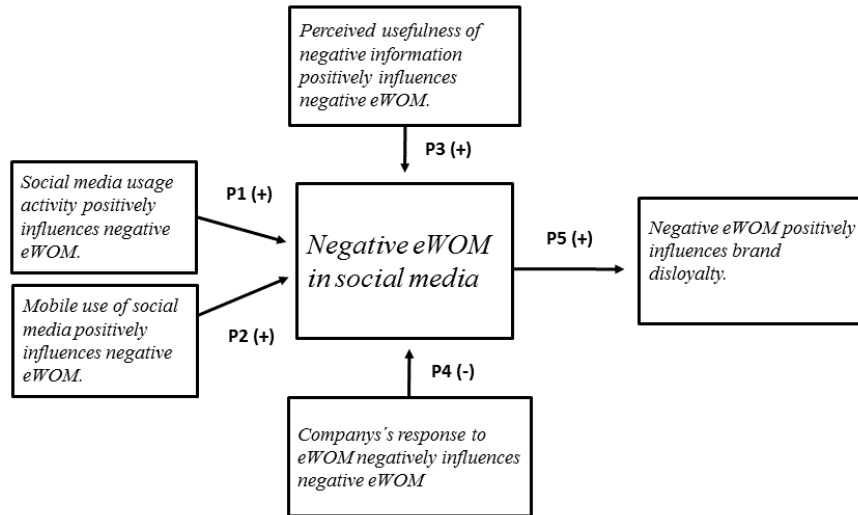 Perceived usefulness of
negative information
positively influences
negative eWOM.
P3 (+)
Social media usage
activity positively
influences negative
eWOM.
P1 (+)
Negative eWOM
in social media
P5 (+)
Negative eWOM positively
influences brand
disloyalty.
Mobile use of social
media positively
influences negative
eWOM.
P2 (+)
P4 (-)
Companys´s response to
eWOM negatively influences
negative eWOM